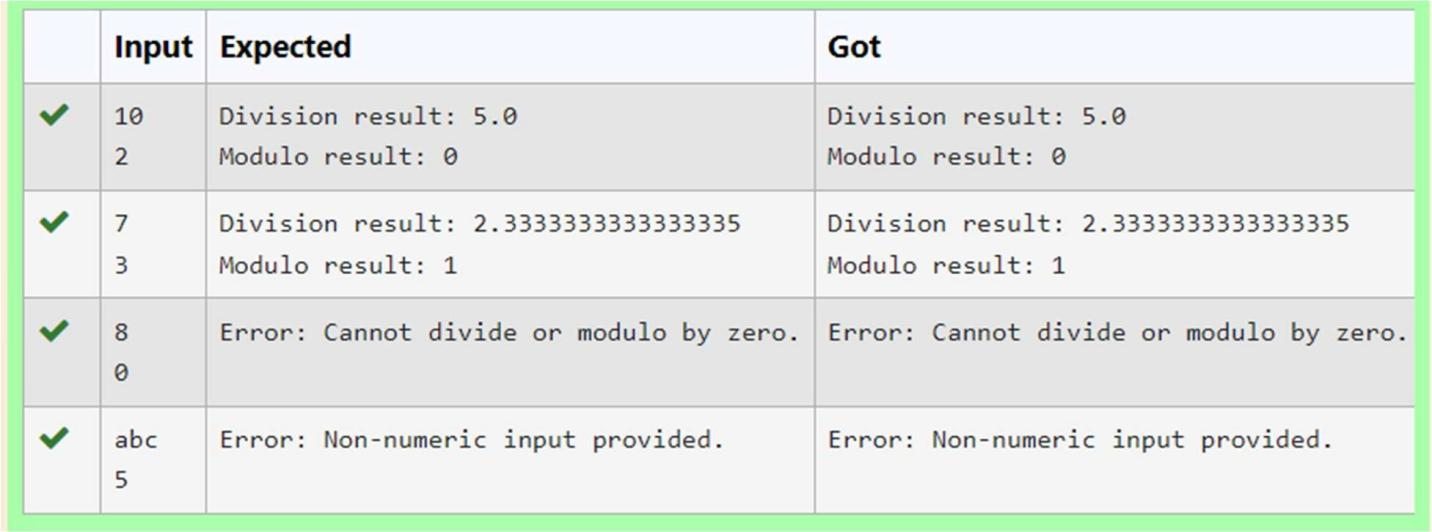 Input Expected Got
10 Division result: 5.0 Division result: 5.0
2 Modulo result: 0 Modulo result: 0
7 Division result: 2.3333333333333335 Division result: 2.3333333333333335
3 Modulo result: 1 Modulo result: 1
8 Error: Cannot divide or modulo by zero. Error: Cannot divide or modulo by zero.
0
abc Error: Non-numeric input provided. Error: Non-numeric input provided.
5